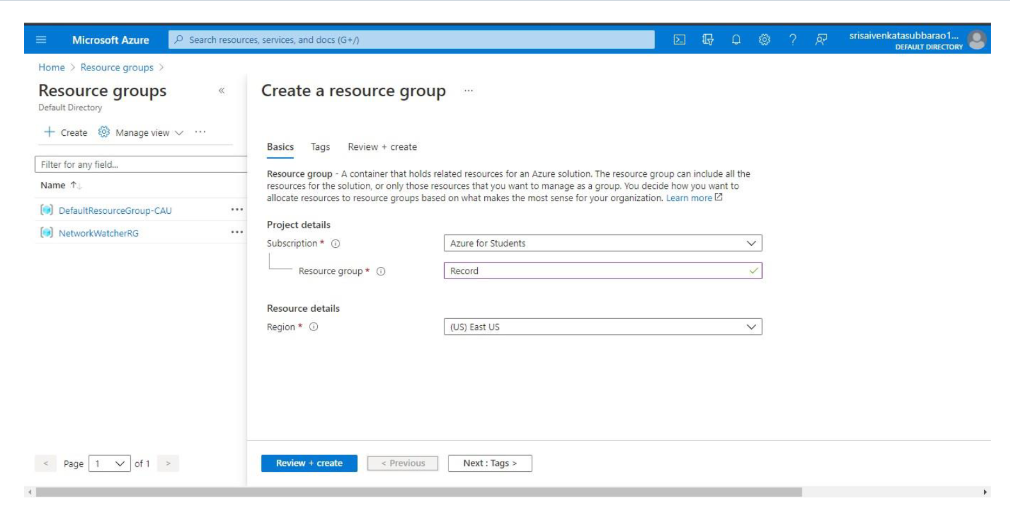 Microsoft Azure
Search resources, services, and docs (G+/)
srisaivenkatasubbarao1...
DEFAULT DIRECTORY
Home > Resource groups >
Resource groups
«
Default Directory
+ Create
Manage view
...
Filter for any field...
Name ↑↓
DefaultResourceGroup-CAU
...
NetworkWatcherRG
...
< Page 1 of 1 >
Create a resource group
...
Basics Tags Review + create
Resource group - A container that holds related resources for an Azure solution. The resource group can include all the
resources for the solution, or only those resources that you want to manage as a group. You decide how you want to
allocate resources to resource groups based on what makes the most sense for your organization. Learn more
Project details
Subscription *
Azure for Students
Resource group *
Record
Resource details
Region *
(US) East US
Review + create
< Previous
Next : Tags >